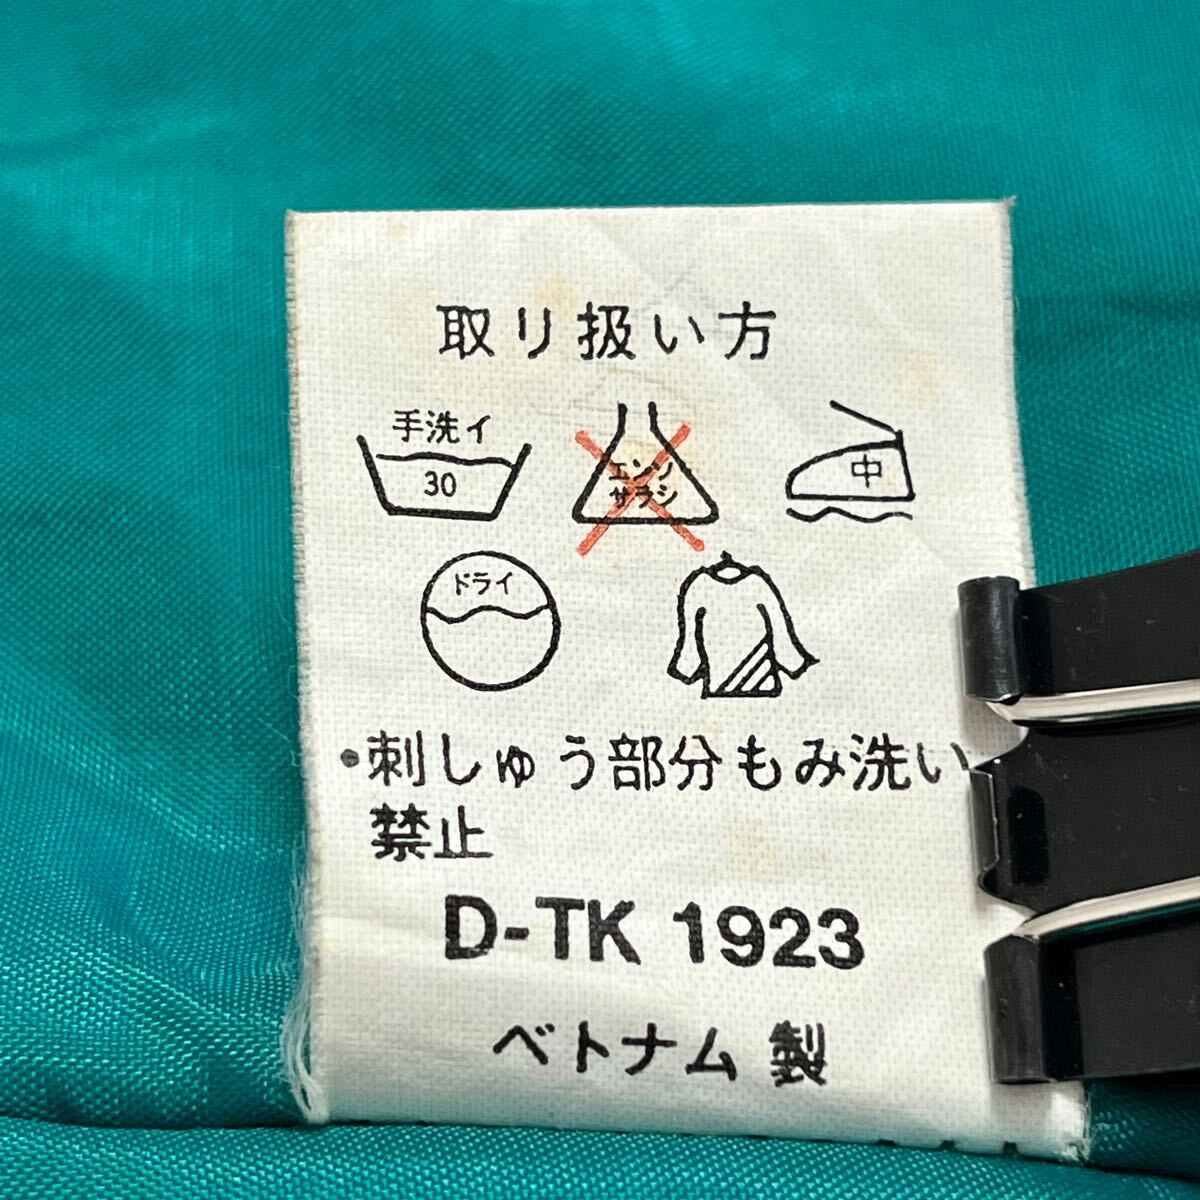 取り扱い方
手洗イ
30
エンソ
サラシ
中
ドライ
・刺しゅう部分もみ洗い
禁止
D-TK 1923
ベトナム 製